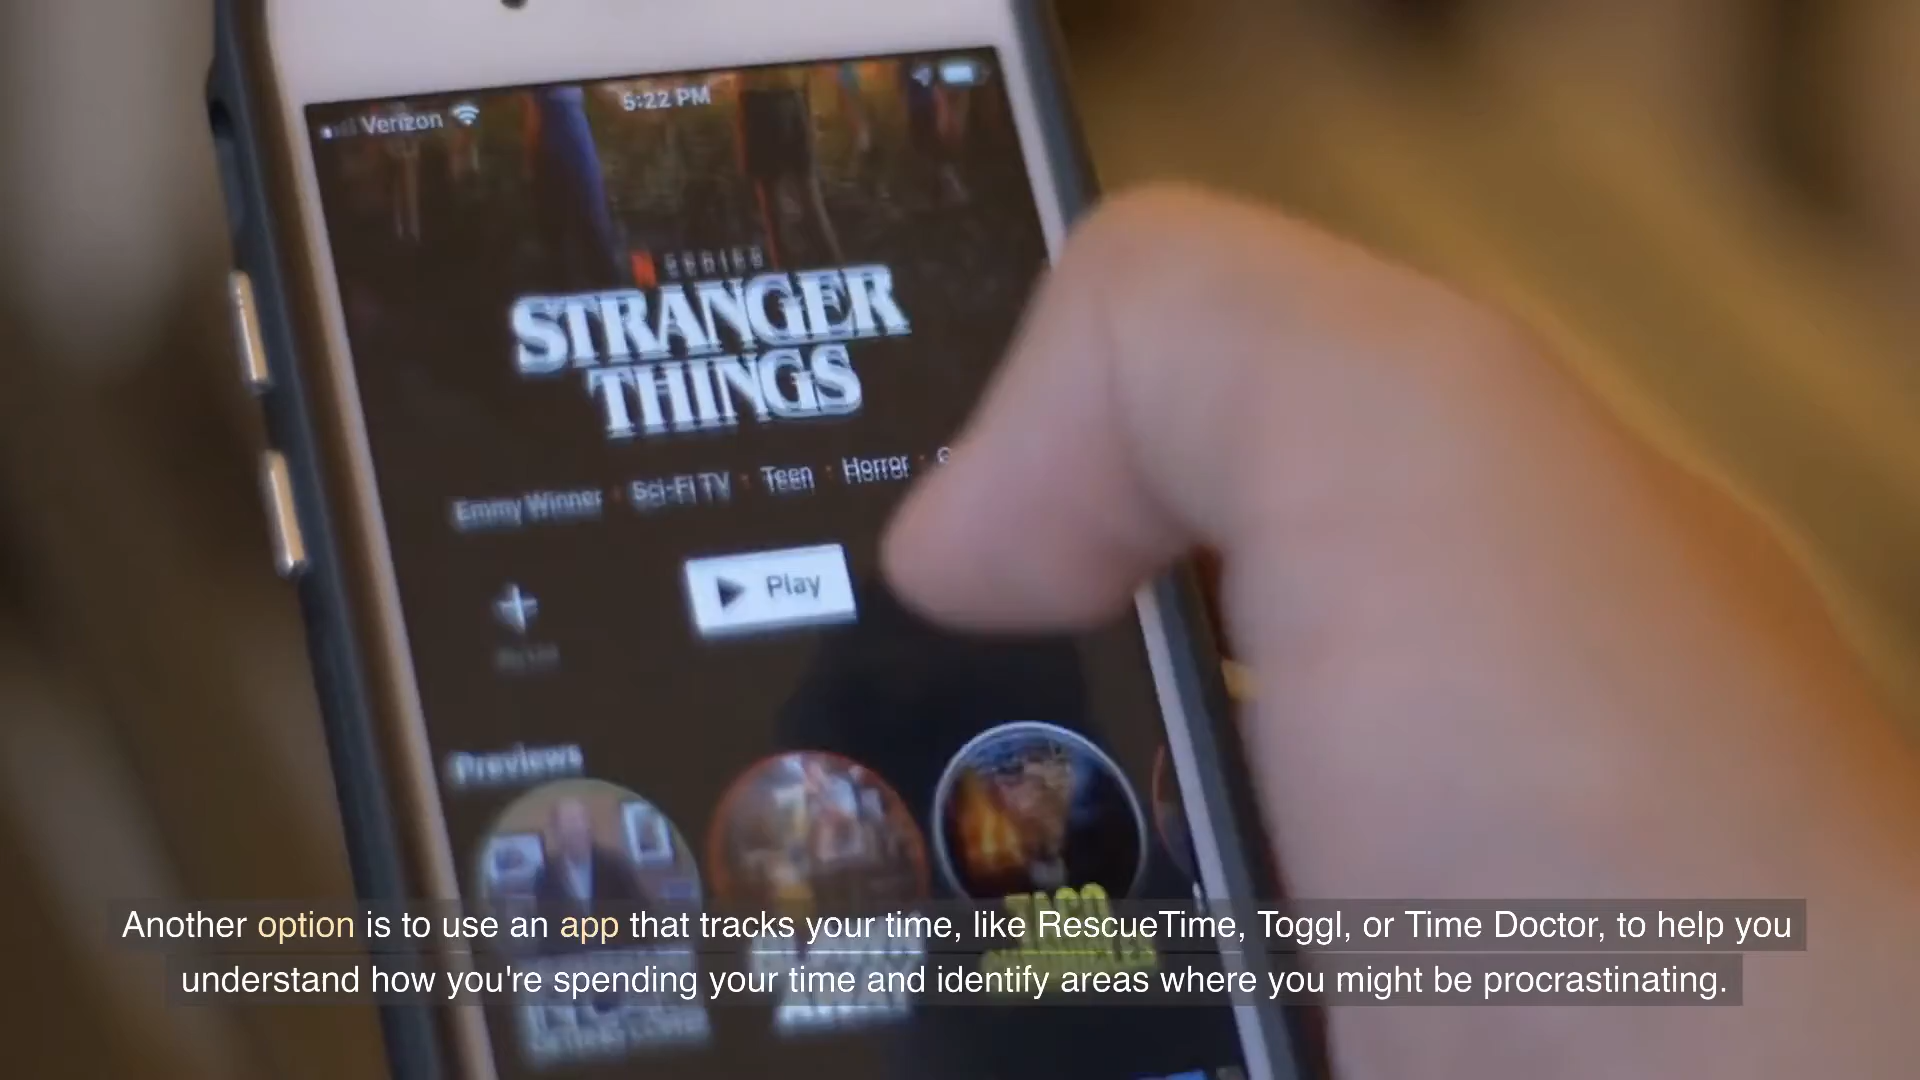 Verizon
5:22 PM
N SERIES
STRANGER
THINGS
Emmy Winner · Sci-Fi TV · Teen · Horror ·
Play
Previews
Another option is to use an app that tracks your time, like RescueTime, Toggl, or Time Doctor, to help you
understand how you're spending your time and identify areas where you might be procrastinating.